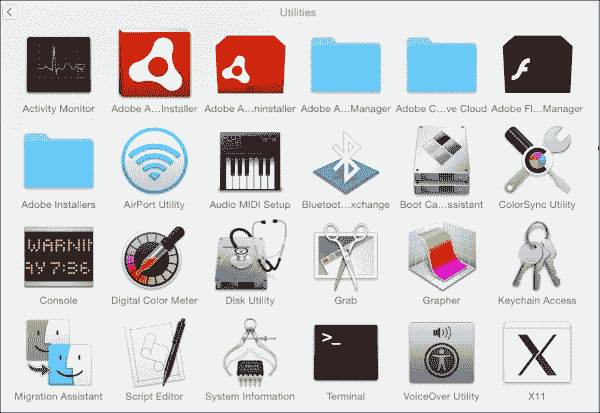 Utilities
Activity Monitor
Adobe A...Installer
Adobe A...ninstaller
Adobe A...Manager
Adobe C...ve Cloud
Adobe Fl...Manager
Adobe Installers
AirPort Utility
Audio MIDI Setup
Bluetoot...xchange
Boot Ca...ssistant
ColorSync Utility
WARNIN
AY 7:36
Console
Digital Color Meter
Disk Utility
Grab
Grapher
Keychain Access
Migration Assistant
Script Editor
System Information
>_
Terminal
VoiceOver Utility
X
X11